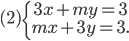 (2) { 3x + my = 3
mx + 3y = 3.